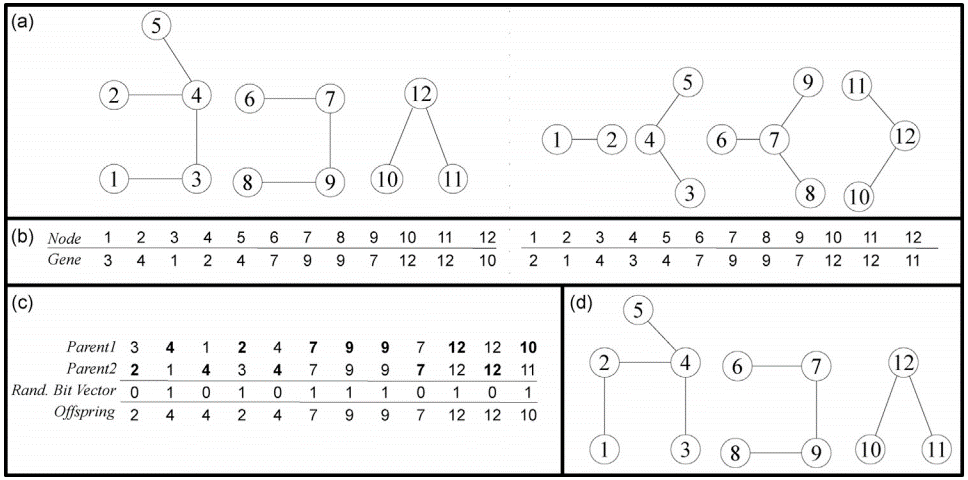 (a)
5
2 4 6 7 12
1 3 8 9 10 11
5 9 11
1 2 4 6 7 12
3 8 10
(b)
Node 1 2 3 4 5 6 7 8 9 10 11 12 1 2 3 4 5 6 7 8 9 10 11 12
Gene 3 4 1 2 4 7 9 9 7 12 12 10 2 1 4 3 4 7 9 9 7 12 12 11
(c)
Parent1 3 4 1 2 4 7 9 9 7 12 12 10
Parent2 2 1 4 3 4 7 9 9 7 12 12 11
Rand. Bit Vector 0 1 0 1 0 1 1 1 0 1 0 1
Offspring 2 4 4 2 4 7 9 9 7 12 12 10
(d)
5
2 4 6 7 12
1 3 8 9 10 11